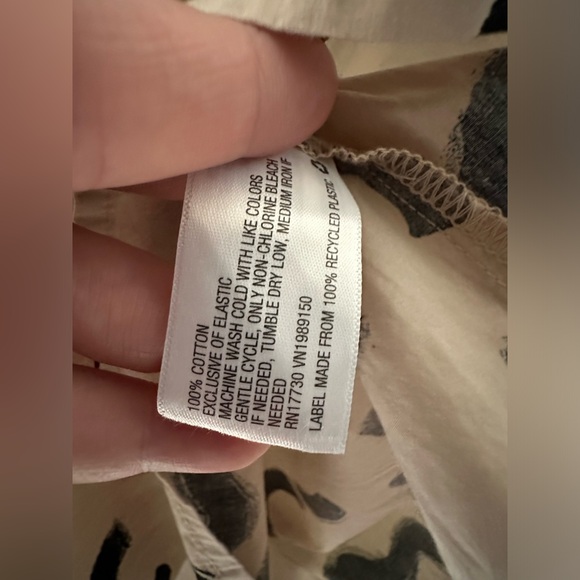 100% COTTON
EXCLUSIVE OF ELASTIC
MACHINE WASH COLD WITH LIKE COLORS
GENTLE CYCLE, ONLY NON-CHLORINE BLEACH
IF NEEDED, TUMBLE DRY LOW, MEDIUM IRON IF
NEEDED
RN17730 VN1989150
LABEL MADE FROM 100% RECYCLED PLASTIC